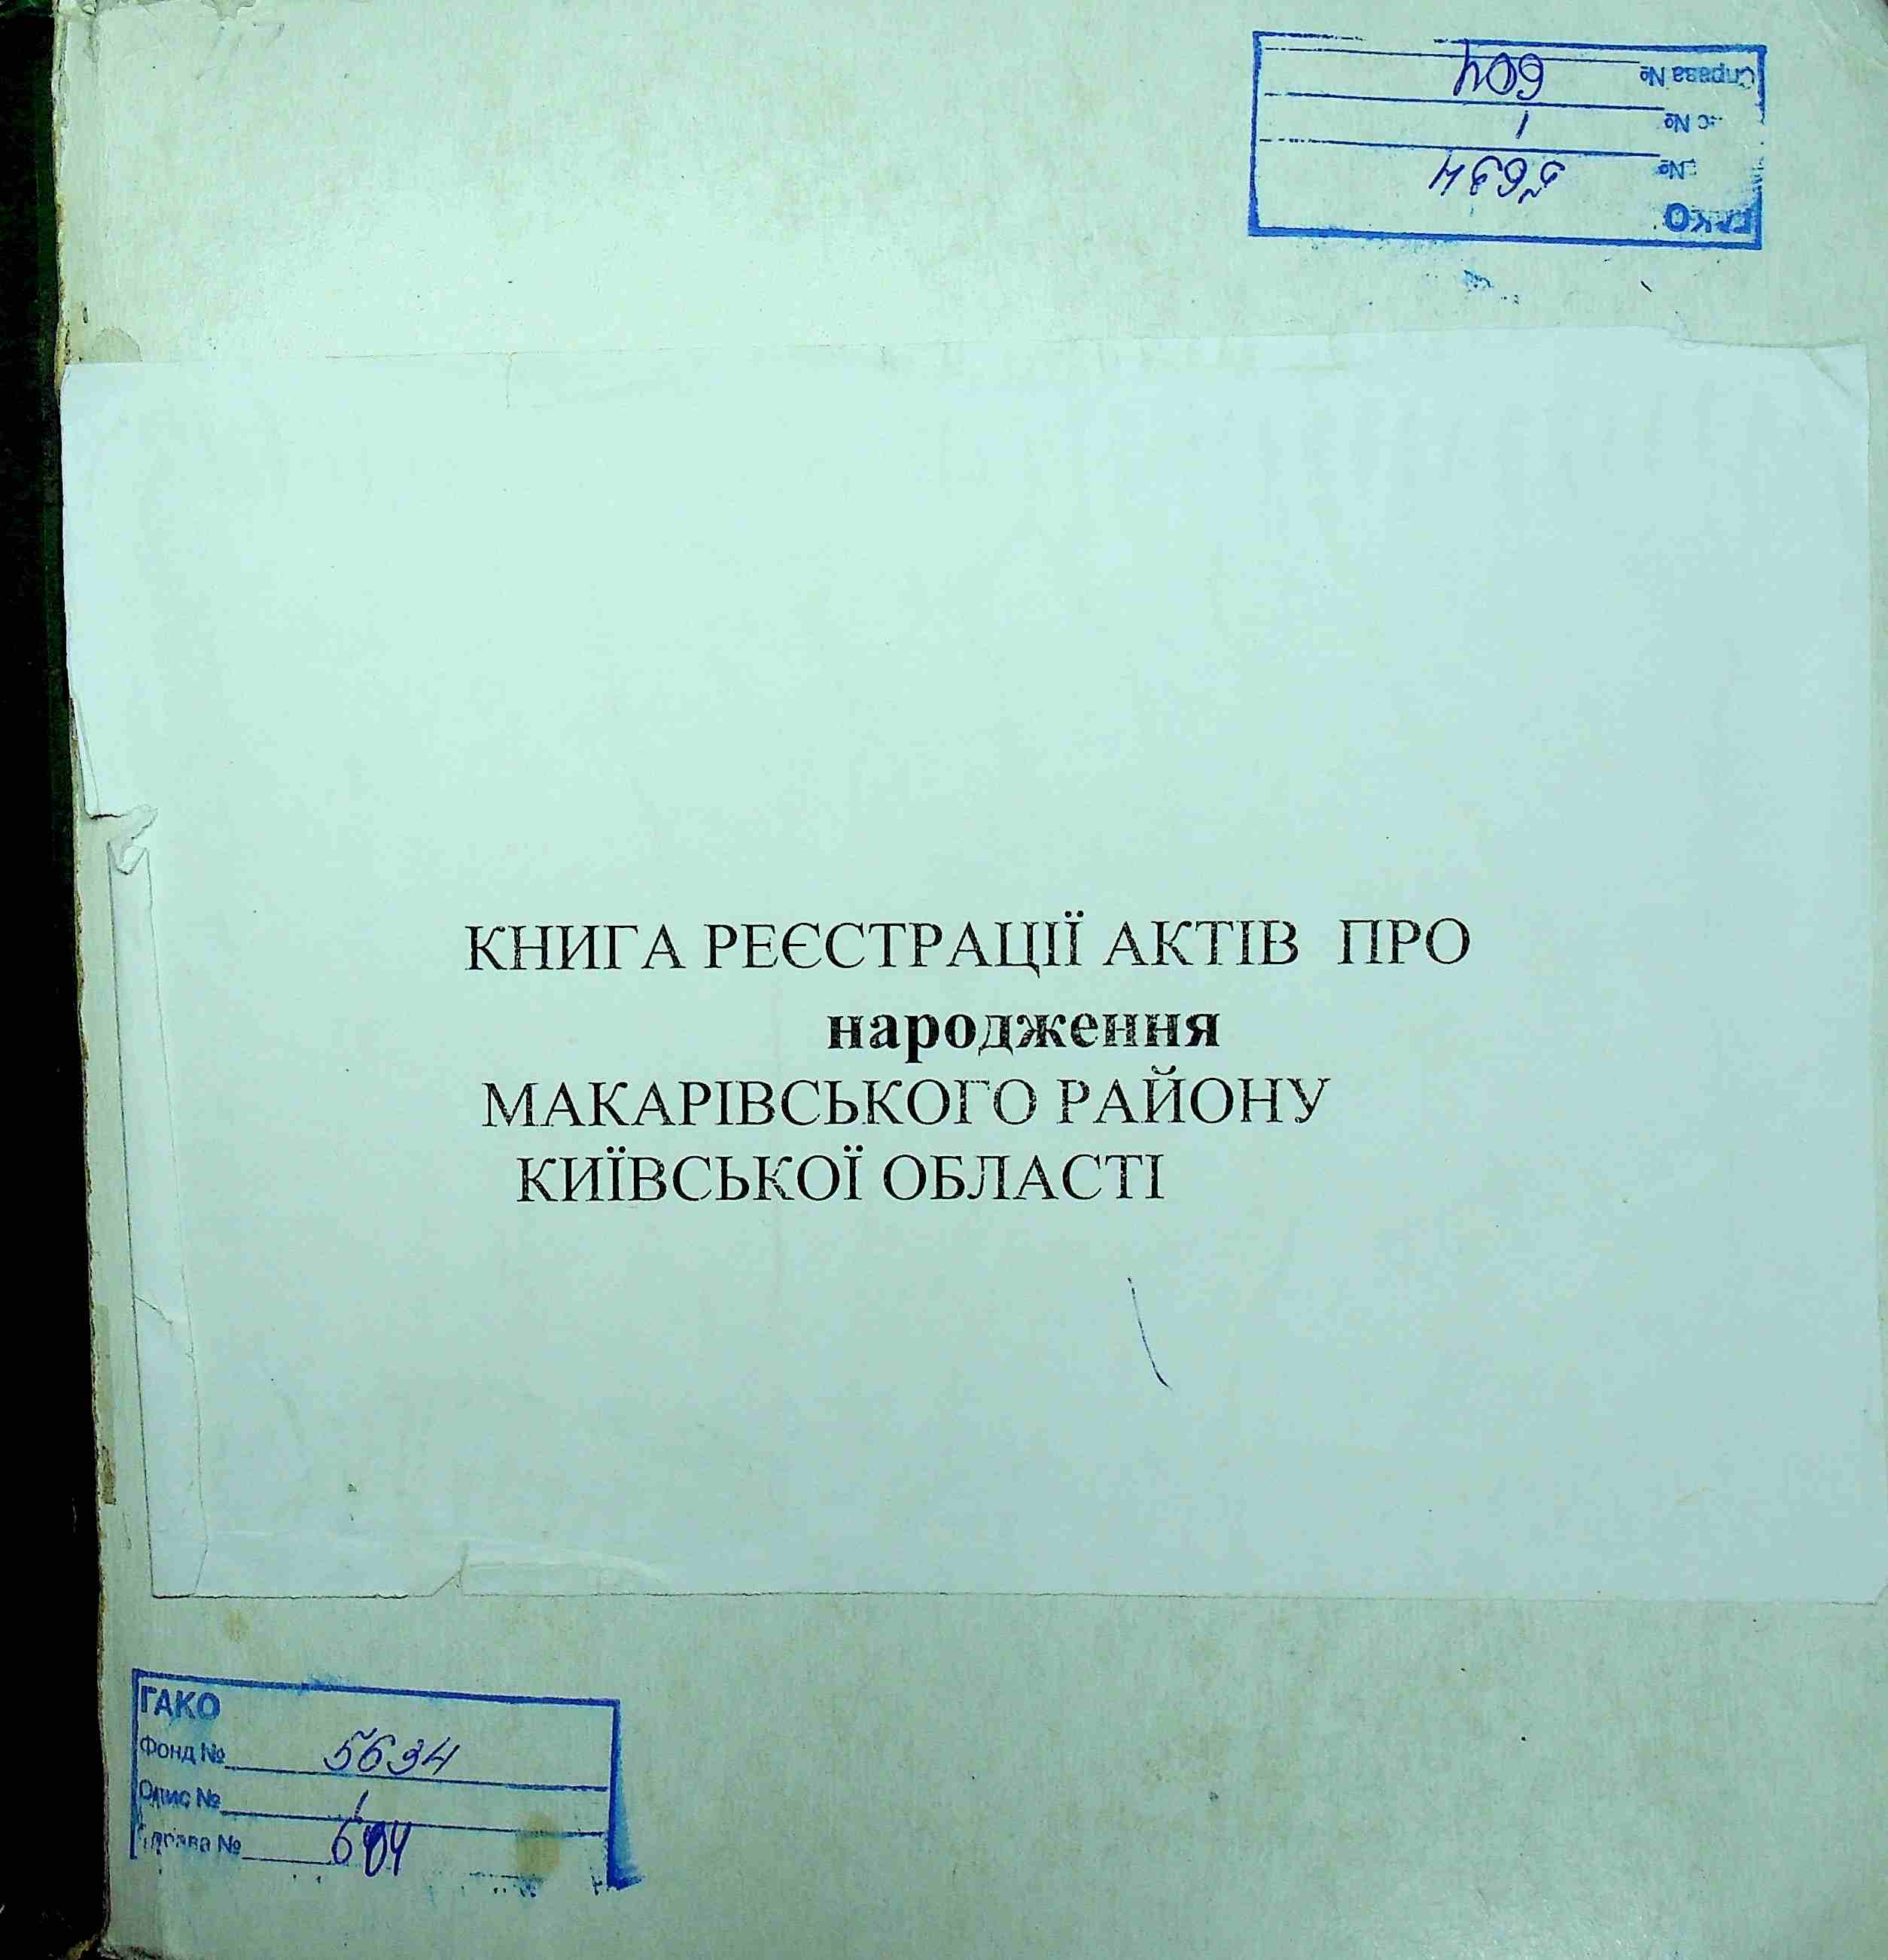 Справа № 604
с № 1
№ 5634
ГАКО
КНИГА РЕЄСТРАЦІЇ АКТІВ ПРО
народження
МАКАРІВСЬКОГО РАЙОНУ
КИЇВСЬКОЇ ОБЛАСТІ
ГАКО
Фонд № 5634
Опис № 1
Справа № 604